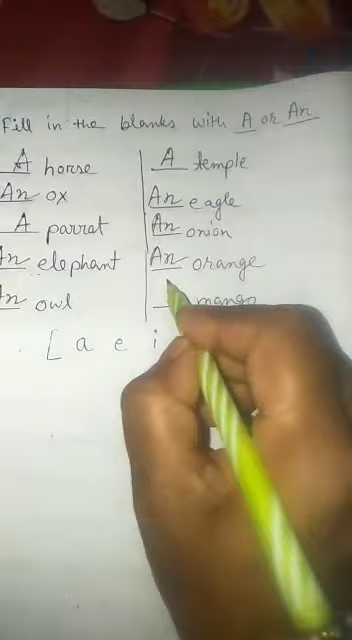 Fill in the blanks with A or An
A horse
An ox
A parrot
An elephant
An owl
A temple
An eagle
An onion
An orange
mango
[ a e i